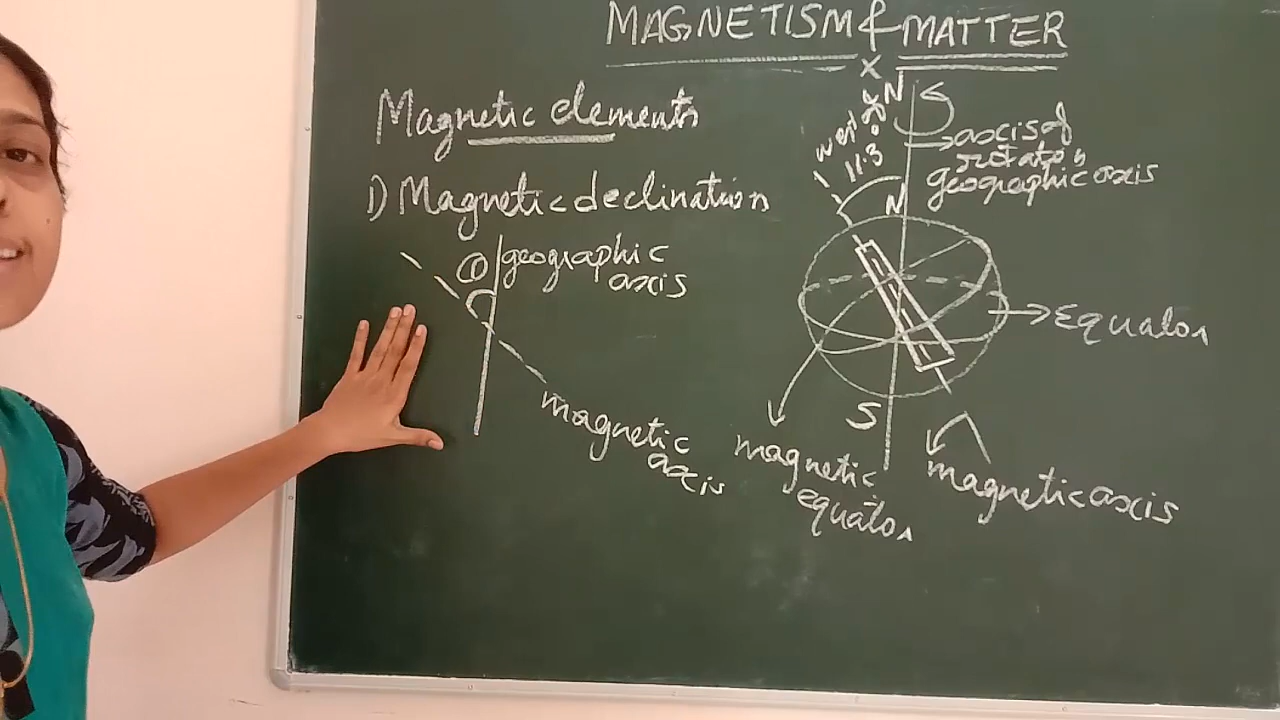 MAGNETISM & MATTER
Magnetic elements
1) Magnetic declination
geographic
axis
magnetic
axis
N
axis of
geographic axis
west
11.3°
N
Equator
S
magnetic
equator
magnetic axis